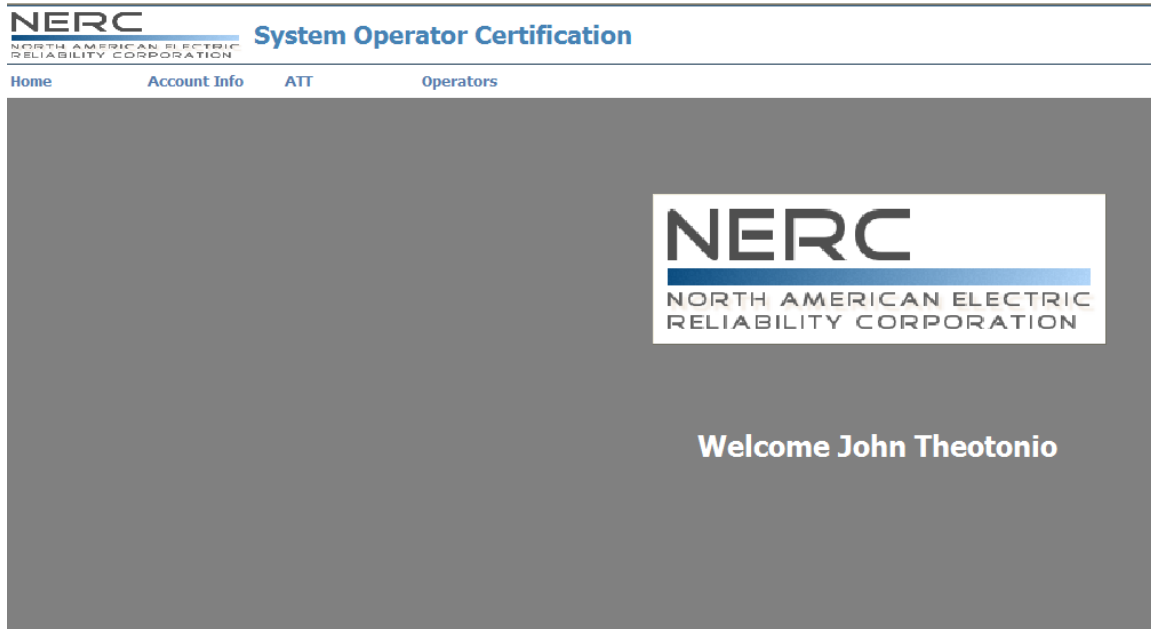 NERC
NORTH AMERICAN ELECTRIC
RELIABILITY CORPORATION
System Operator Certification
Home Account Info ATT Operators
NERC
NORTH AMERICAN ELECTRIC
RELIABILITY CORPORATION
Welcome John Theotonio